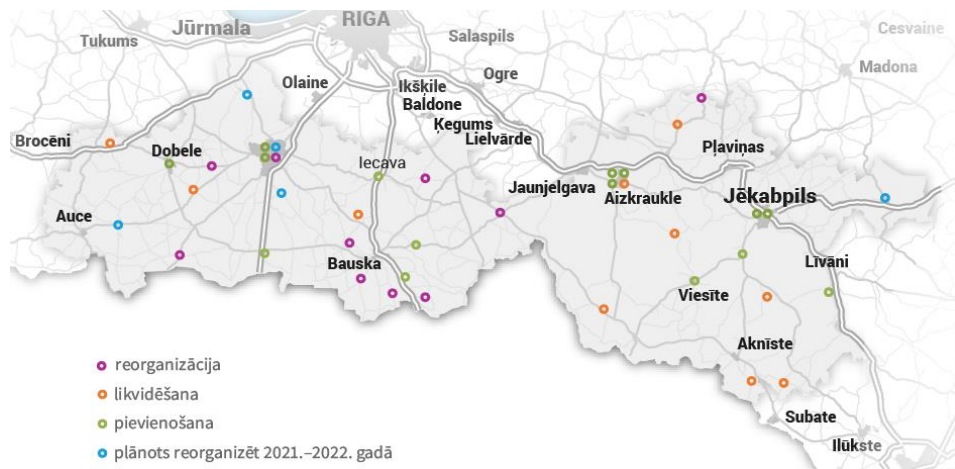 RIGA
Jūrmala
Cesvaine
Tukums
Salaspils
Madona
Olaine
Ogre
Ikšķile
Baldone
Ķegums
Brocēni
Lielvārde
Dobele
Pļaviņas
Iecava
Jaunjelgava
Aizkraukle
Jēkabpils
Auce
Bauska
Līvāni
Viesīte
Aknīste
reorganizācija
likvidēšana
Subate
pievienošana
Ilūkste
plānots reorganizēt 2021.–2022. gadā